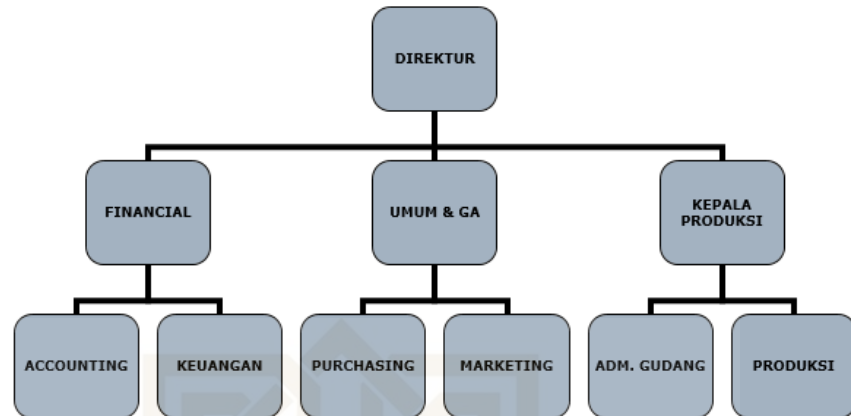 DIREKTUR
FINANCIAL
UMUM & GA
KEPALA
PRODUKSI
ACCOUNTING
KEUANGAN
PURCHASING
MARKETING
ADM. GUDANG
PRODUKSI